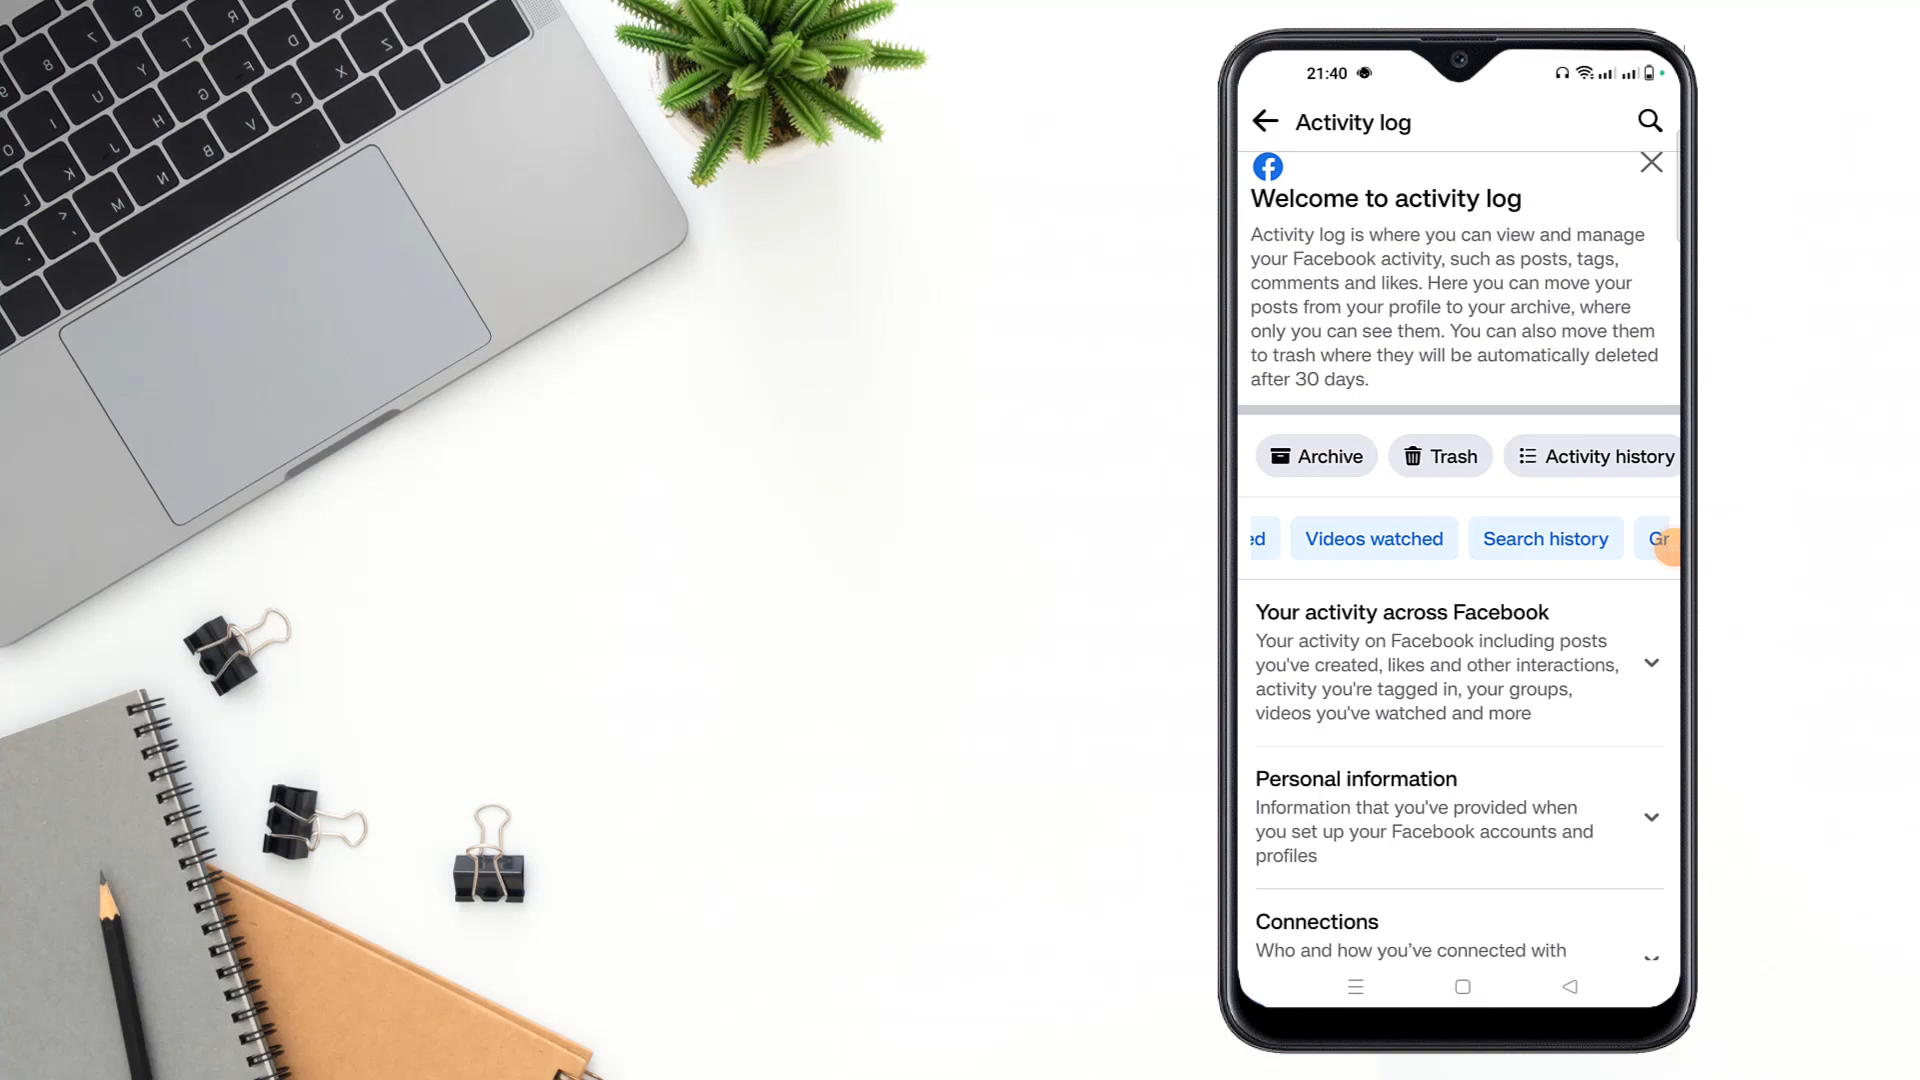 21:40
Activity log
Welcome to activity log
Activity log is where you can view and manage
your Facebook activity, such as posts, tags,
comments and likes. Here you can move your
posts from your profile to your archive, where
only you can see them. You can also move them
to trash where they will be automatically deleted
after 30 days.
Archive
Trash
Activity history
ed
Videos watched
Search history
Gr
Your activity across Facebook
Your activity on Facebook including posts
you've created, likes and other interactions,
activity you're tagged in, your groups,
videos you've watched and more
Personal information
Information that you've provided when
you set up your Facebook accounts and
profiles
Connections
Who and how you’ve connected with